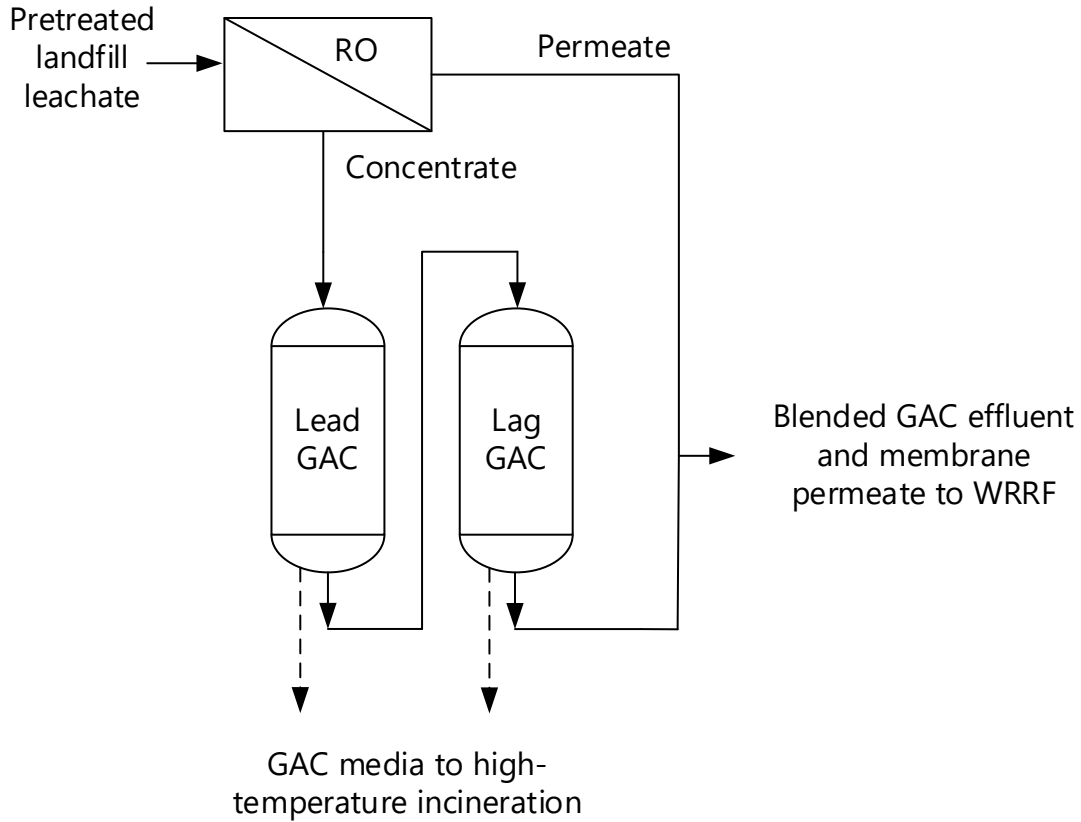 Pretreated
landfill
leachate
RO
Permeate
Concentrate
Lead
GAC
Lag
GAC
Blended GAC effluent
and membrane
permeate to WRRF
GAC media to high-
temperature incineration